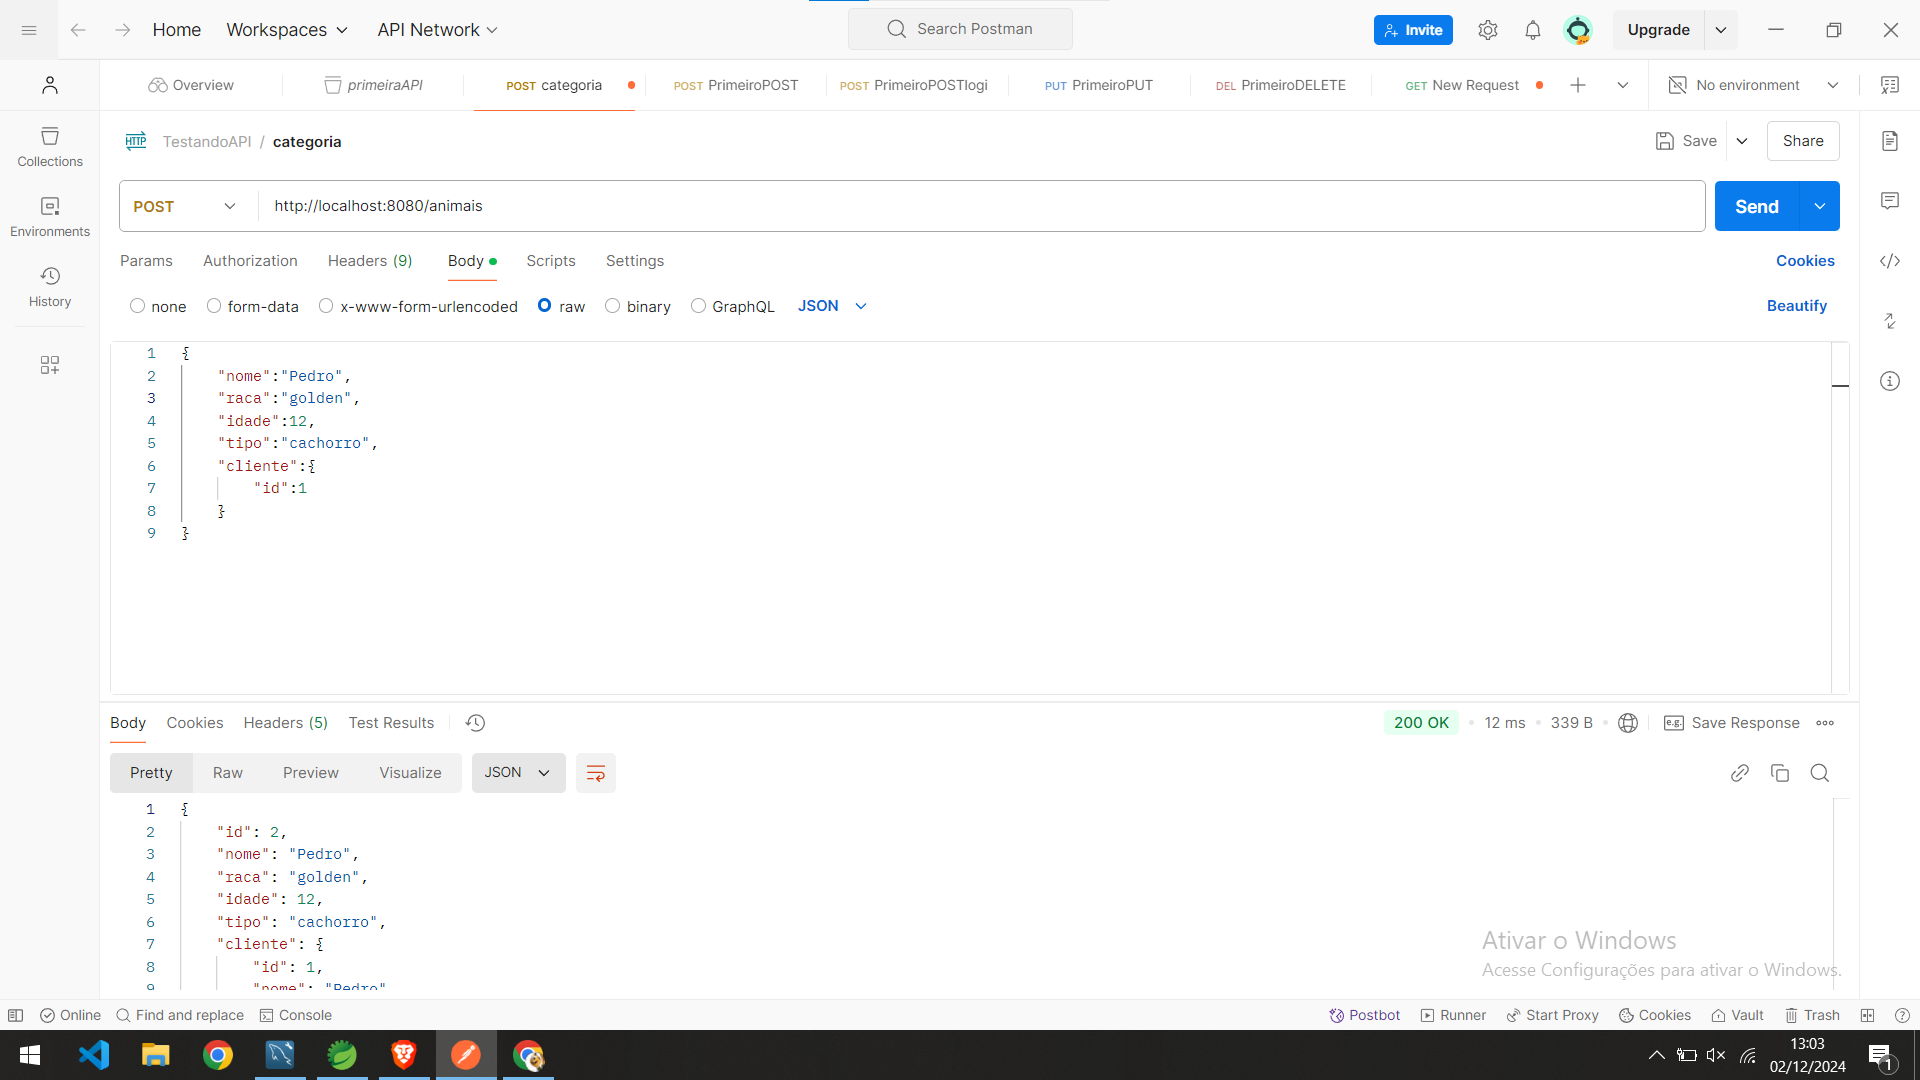 Home Workspaces API Network Search Postman Invite Upgrade
Overview primeiraAPI POST categoria POST PrimeiroPOST POST PrimeiroPOSTlogi PUT PrimeiroPUT DEL PrimeiroDELETE GET New Request No environment
HTTP TestandoAPI / categoria Save Share
Collections
Environments
History
POST http://localhost:8080/animais Send
Params Authorization Headers (9) Body Scripts Settings Cookies
none form-data x-www-form-urlencoded raw binary GraphQL JSON Beautify
1 {
2 "nome":"Pedro",
3 "raca":"golden",
4 "idade":12,
5 "tipo":"cachorro",
6 "cliente":{
7 "id":1
8 }
9 }
Body Cookies Headers (5) Test Results 200 OK 12 ms 339 B e.g. Save Response
Pretty Raw Preview Visualize JSON
1 {
2 "id": 2,
3 "nome": "Pedro",
4 "raca": "golden",
5 "idade": 12,
6 "tipo": "cachorro",
7 "cliente": {
8 "id": 1,
9 "nome": "Pedro"
Ativar o Windows
Acesse Configurações para ativar o Windows.
Online Find and replace Console Postbot Runner Start Proxy Cookies Vault Trash
13:03
02/12/2024
1